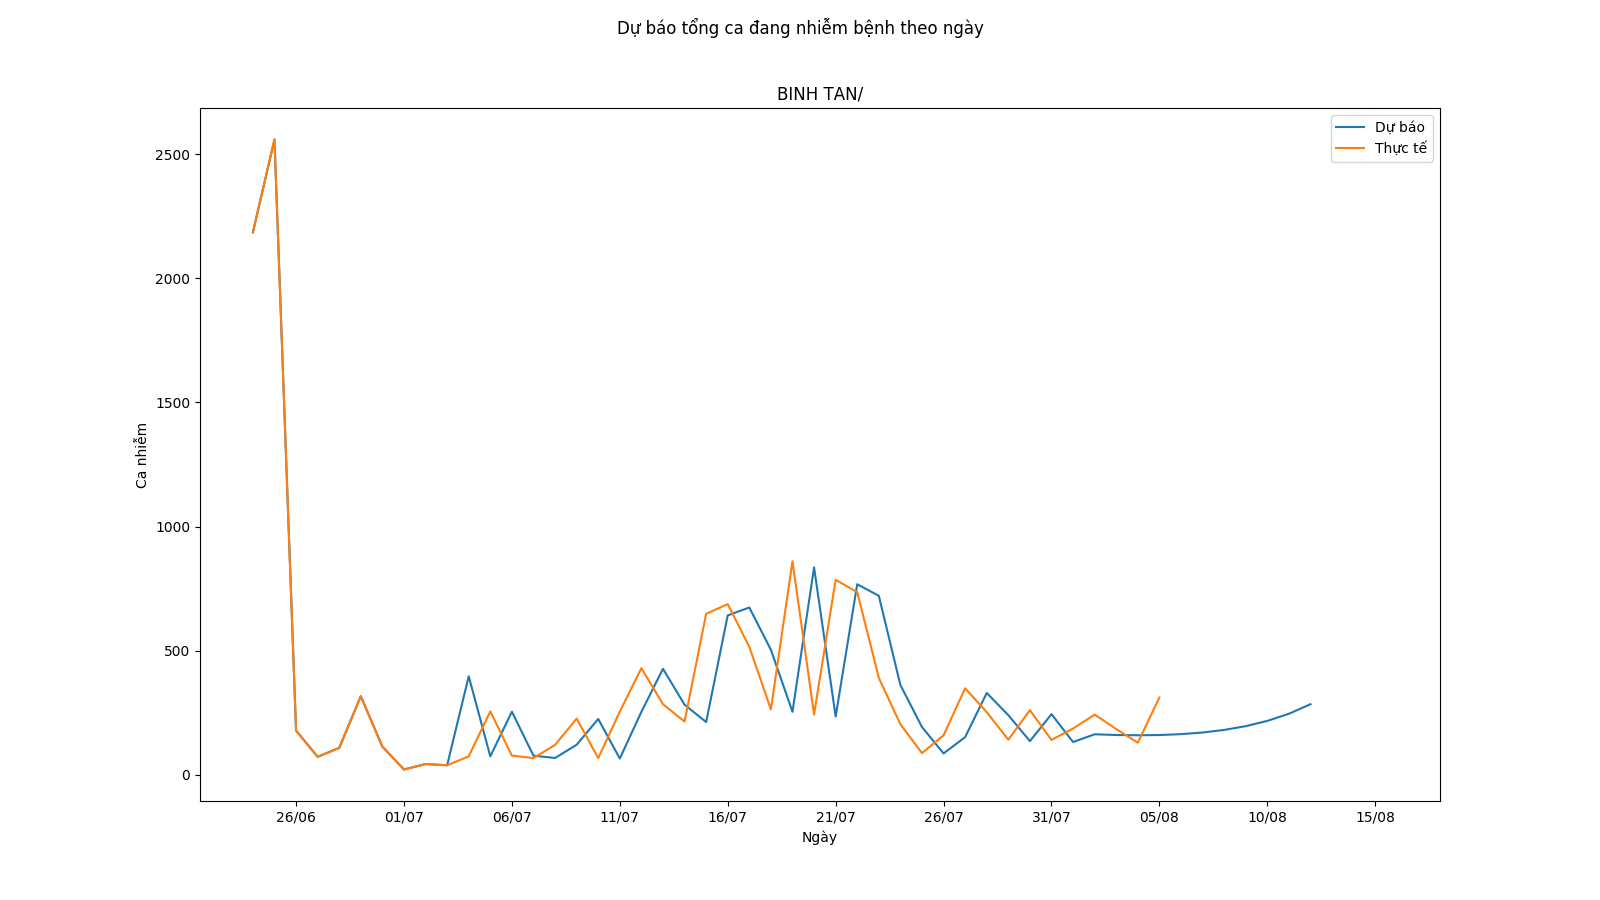 Dự báo tổng ca đang nhiễm bệnh theo ngày
BINH TAN/
Dự báo
Thực tế
2500
2000
1500
1000
500
0
Ca nhiễm
26/06 01/07 06/07 11/07 16/07 21/07 26/07 31/07 05/08 10/08 15/08
Ngày